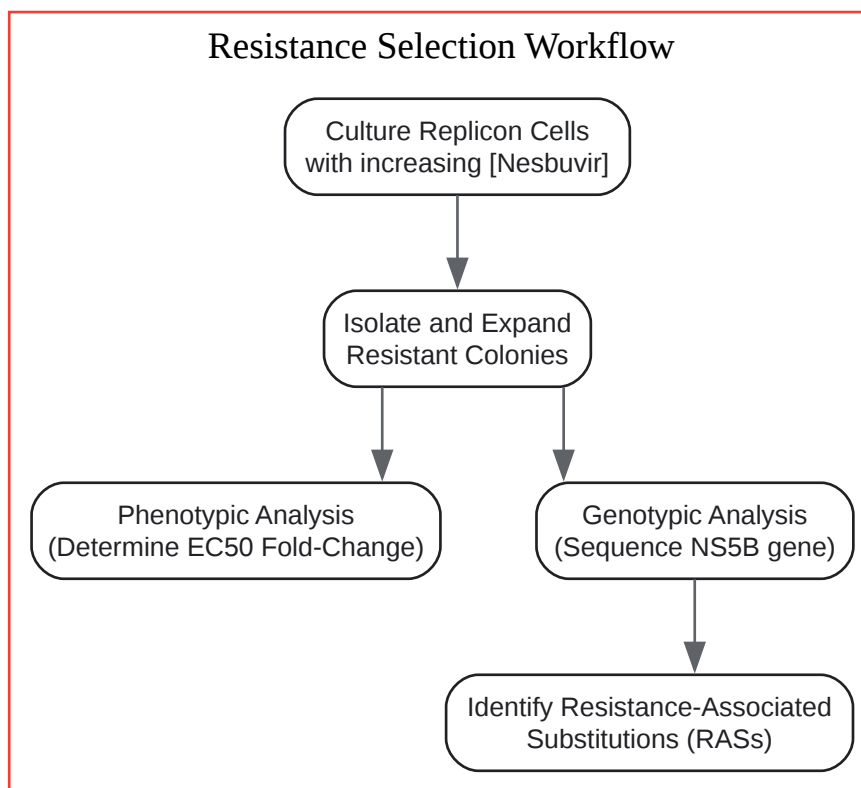 Resistance Selection Workflow
Culture Replicon Cells
with increasing [Nesbuvir]
Isolate and Expand
Resistant Colonies
Phenotypic Analysis
(Determine EC50 Fold-Change)
Genotypic Analysis
(Sequence NS5B gene)
Identify Resistance-Associated
Substitutions (RASs)